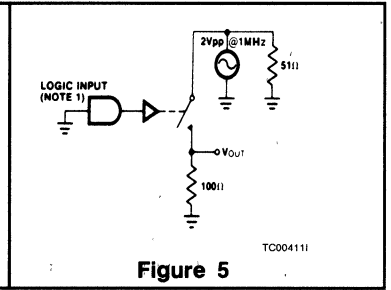 2Vpp @1MHz
51Ω
LOGIC INPUT
(NOTE 1)
VOUT
100Ω
TC00411I
Figure 5